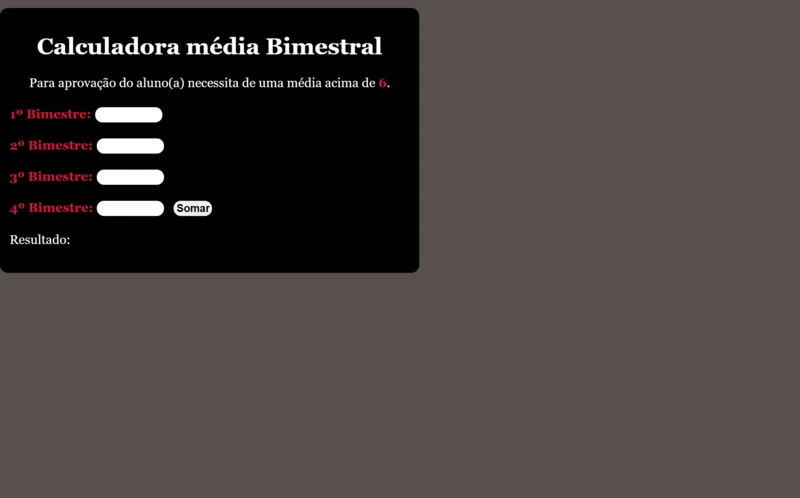 Calculadora média Bimestral
Para aprovação do aluno(a) necessita de uma média acima de 6.
1º Bimestre:
2º Bimestre:
3º Bimestre:
4º Bimestre: Somar
Resultado: